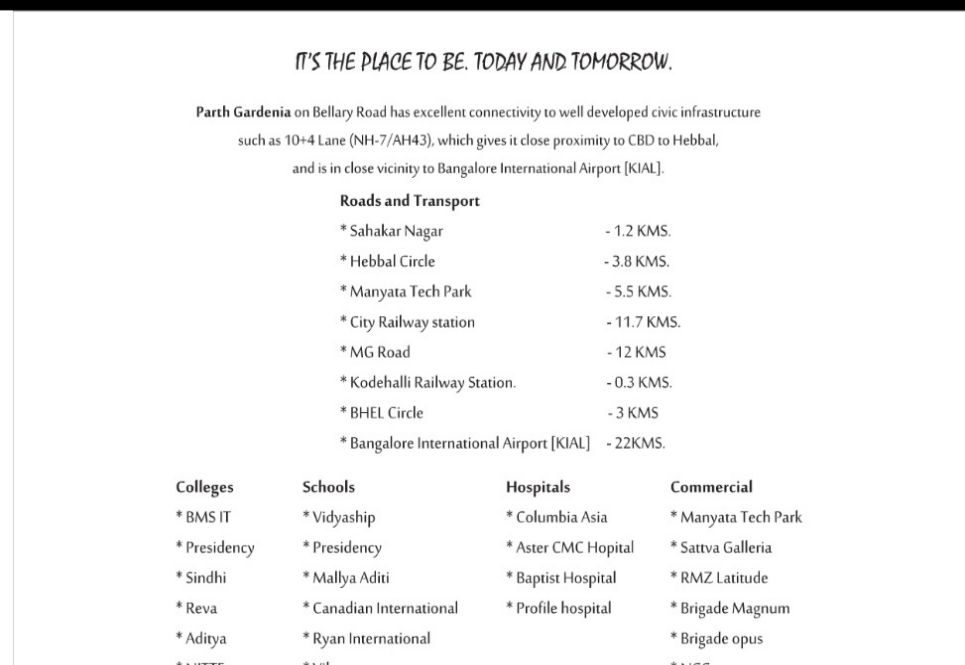 IT'S THE PLACE TO BE. TODAY AND TOMORROW.
Parth Gardenia on Bellary Road has excellent connectivity to well developed civic infrastructure
such as 10+4 Lane (NH-7/AH43), which gives it close proximity to CBD to Hebbal,
and is in close vicinity to Bangalore International Airport [KIAL].
Roads and Transport
* Sahakar Nagar - 1.2 KMS.
* Hebbal Circle - 3.8 KMS.
* Manyata Tech Park - 5.5 KMS.
* City Railway station - 11.7 KMS.
* MG Road - 12 KMS
* Kodehalli Railway Station. - 0.3 KMS.
* BHEL Circle - 3 KMS
* Bangalore International Airport [KIAL] - 22KMS.
Colleges Schools Hospitals Commercial
* BMS IT * Vidyaship * Columbia Asia * Manyata Tech Park
* Presidency * Presidency * Aster CMC Hopital * Sattva Galleria
* Sindhi * Mallya Aditi * Baptist Hospital * RMZ Latitude
* Reva * Canadian International * Profile hospital * Brigade Magnum
* Aditya * Ryan International * Brigade opus